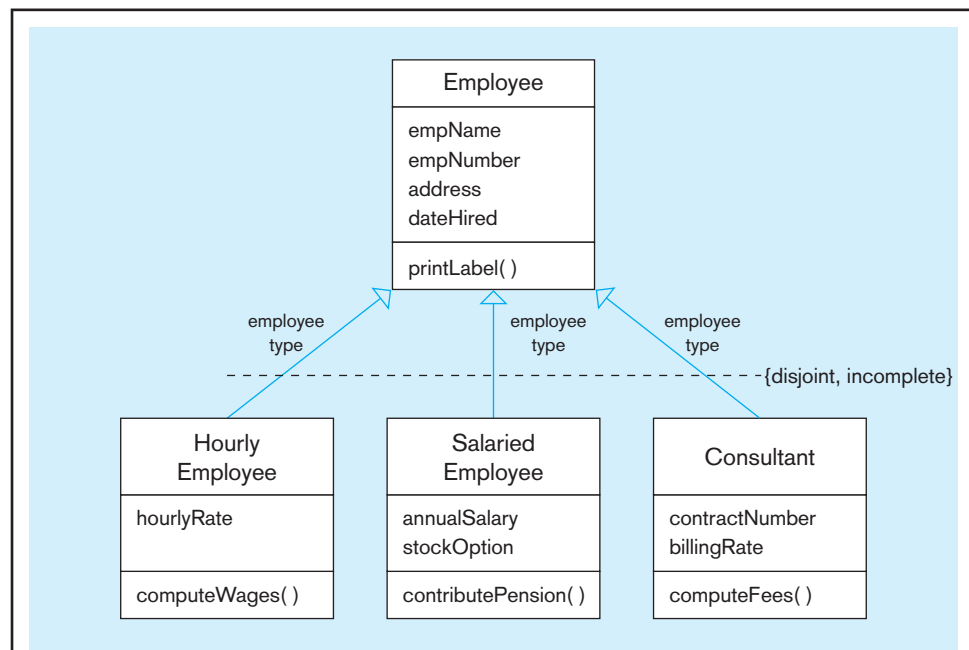 Employee
empName
empNumber
address
dateHired
printLabel( )
employee
type
employee
type
employee
type
{disjoint, incomplete}
Hourly
Employee
hourlyRate
computeWages( )
Salaried
Employee
annualSalary
stockOption
contributePension( )
Consultant
contractNumber
billingRate
computeFees( )